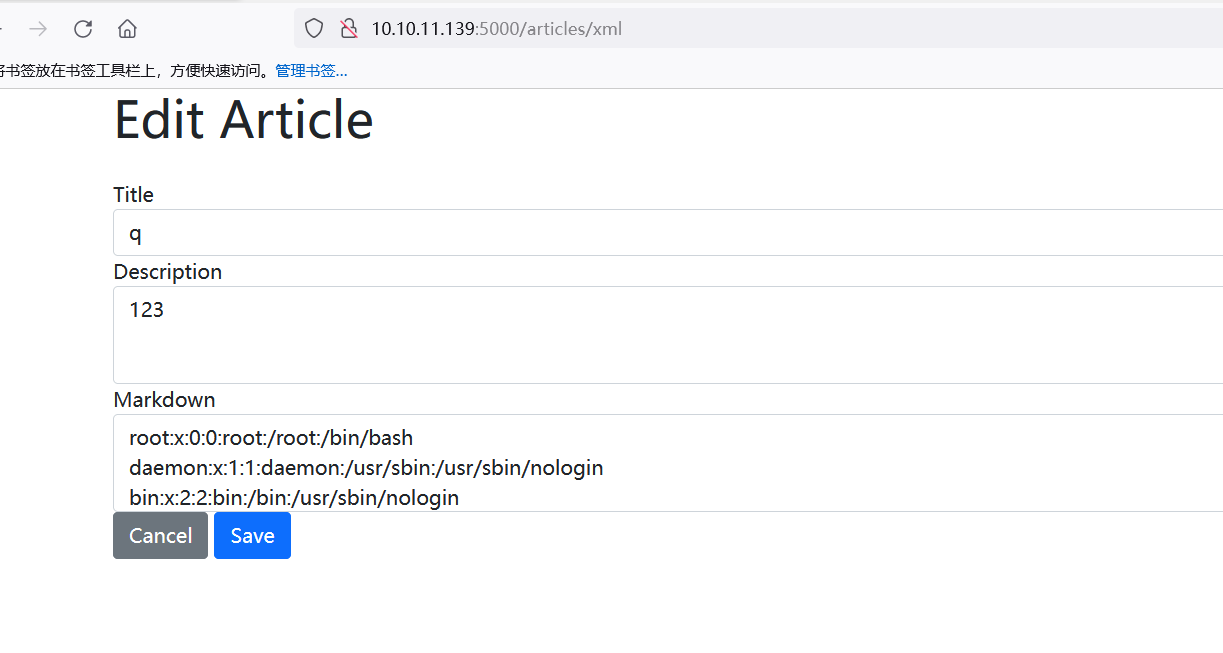 10.10.11.139:5000/articles/xml
将书签放在书签工具栏上，方便快速访问。管理书签...
Edit Article
Title
q
Description
123
Markdown
root:x:0:0:root:/root:/bin/bash
daemon:x:1:1:daemon:/usr/sbin:/usr/sbin/nologin
bin:x:2:2:bin:/bin:/usr/sbin/nologin
Cancel Save